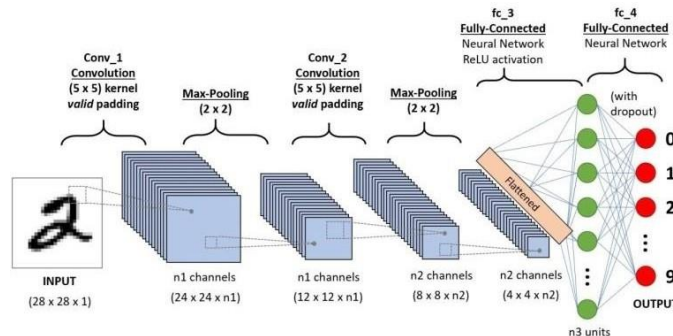 fc_3
Fully-Connected
Neural Network
ReLU activation
fc_4
Fully-Connected
Neural Network
Conv_1
Convolution
(5 x 5) kernel
valid padding
Max-Pooling
(2 x 2)
Conv_2
Convolution
(5 x 5) kernel
valid padding
Max-Pooling
(2 x 2)
(with
dropout)
Flattened
0
1
2
9
INPUT
(28 x 28 x 1)
n1 channels
(24 x 24 x n1)
n1 channels
(12 x 12 x n1)
n2 channels
(8 x 8 x n2)
n2 channels
(4 x 4 x n2)
OUTPUT
n3 units
2